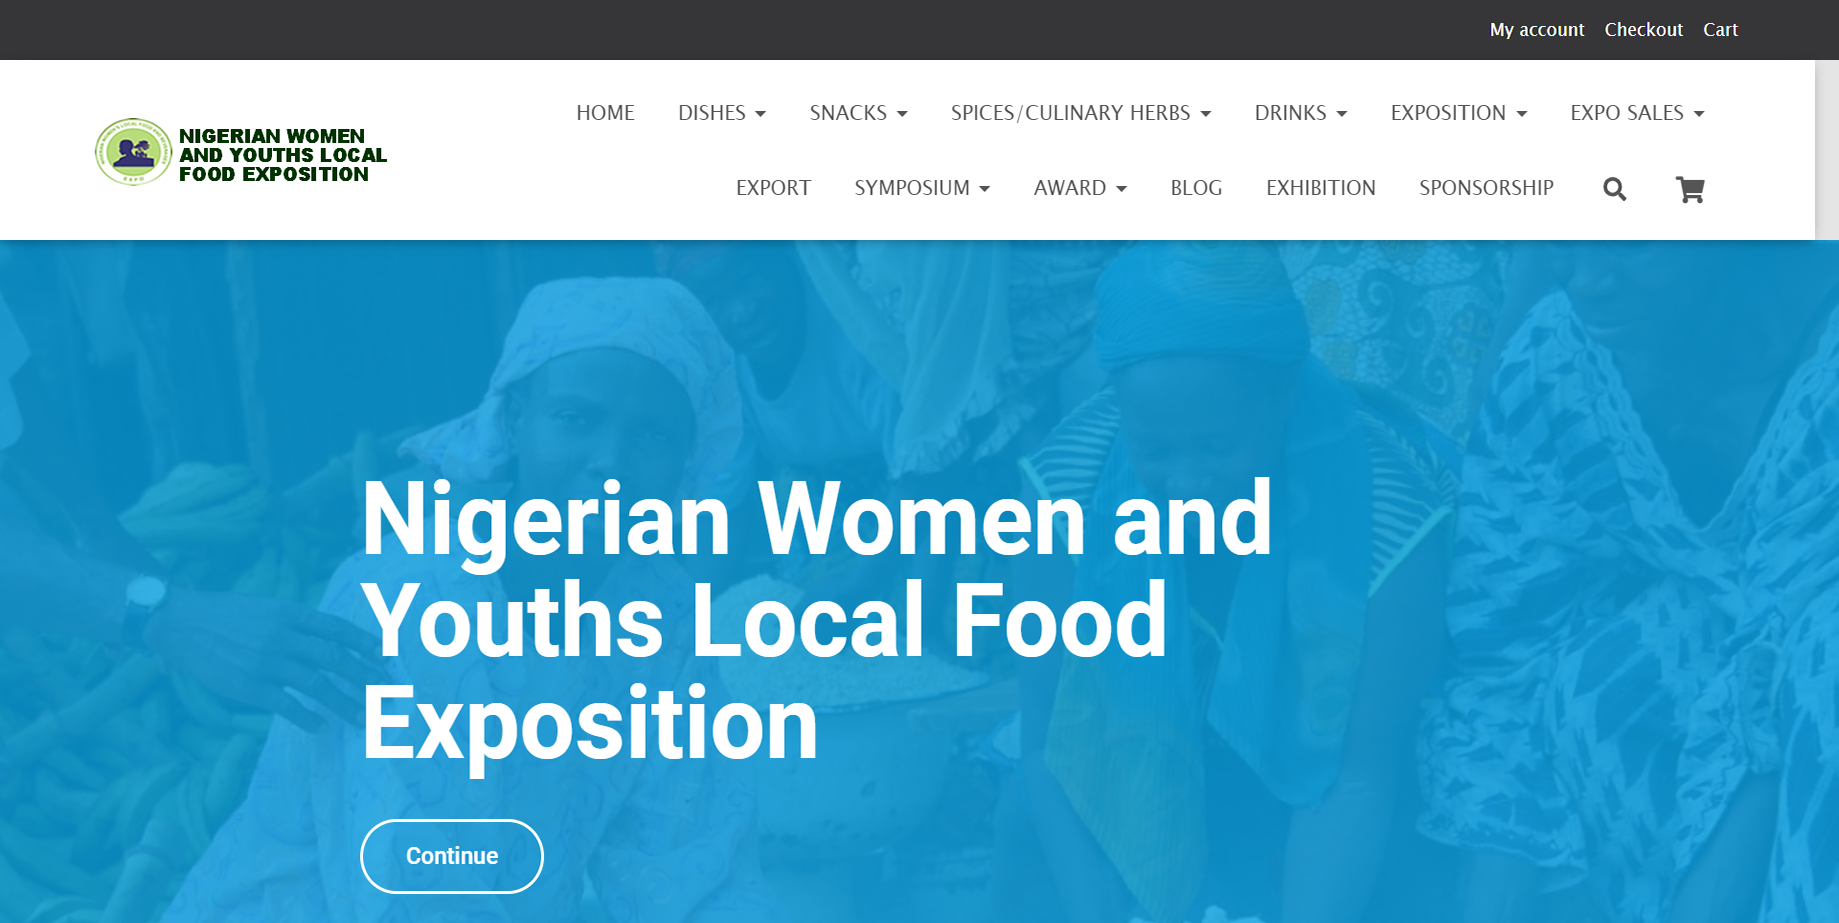 My account Checkout Cart
NIGERIAN WOMEN
AND YOUTHS LOCAL
FOOD EXPOSITION
HOME DISHES SNACKS SPICES/CULINARY HERBS DRINKS EXPOSITION EXPO SALES
EXPORT SYMPOSIUM AWARD BLOG EXHIBITION SPONSORSHIP
Nigerian Women and
Youths Local Food
Exposition
Continue